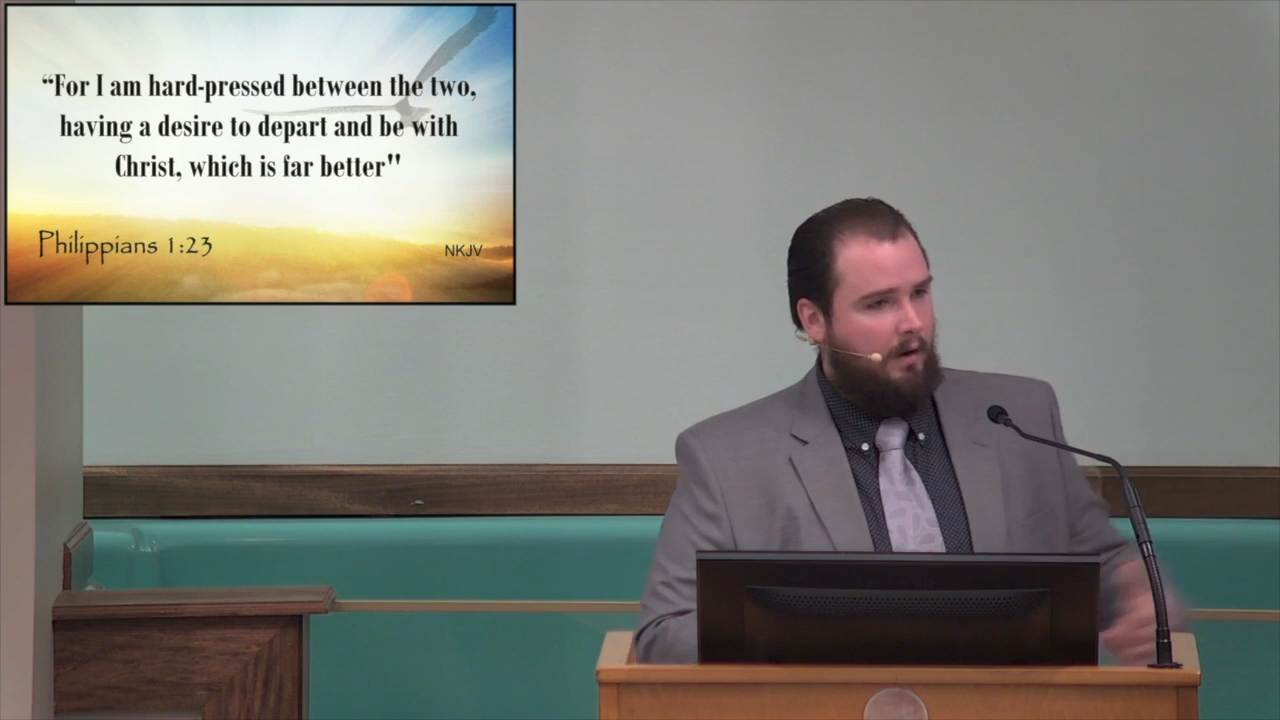 “For I am hard-pressed between the two,
having a desire to depart and be with
Christ, which is far better"
Philippians 1:23
NKJV